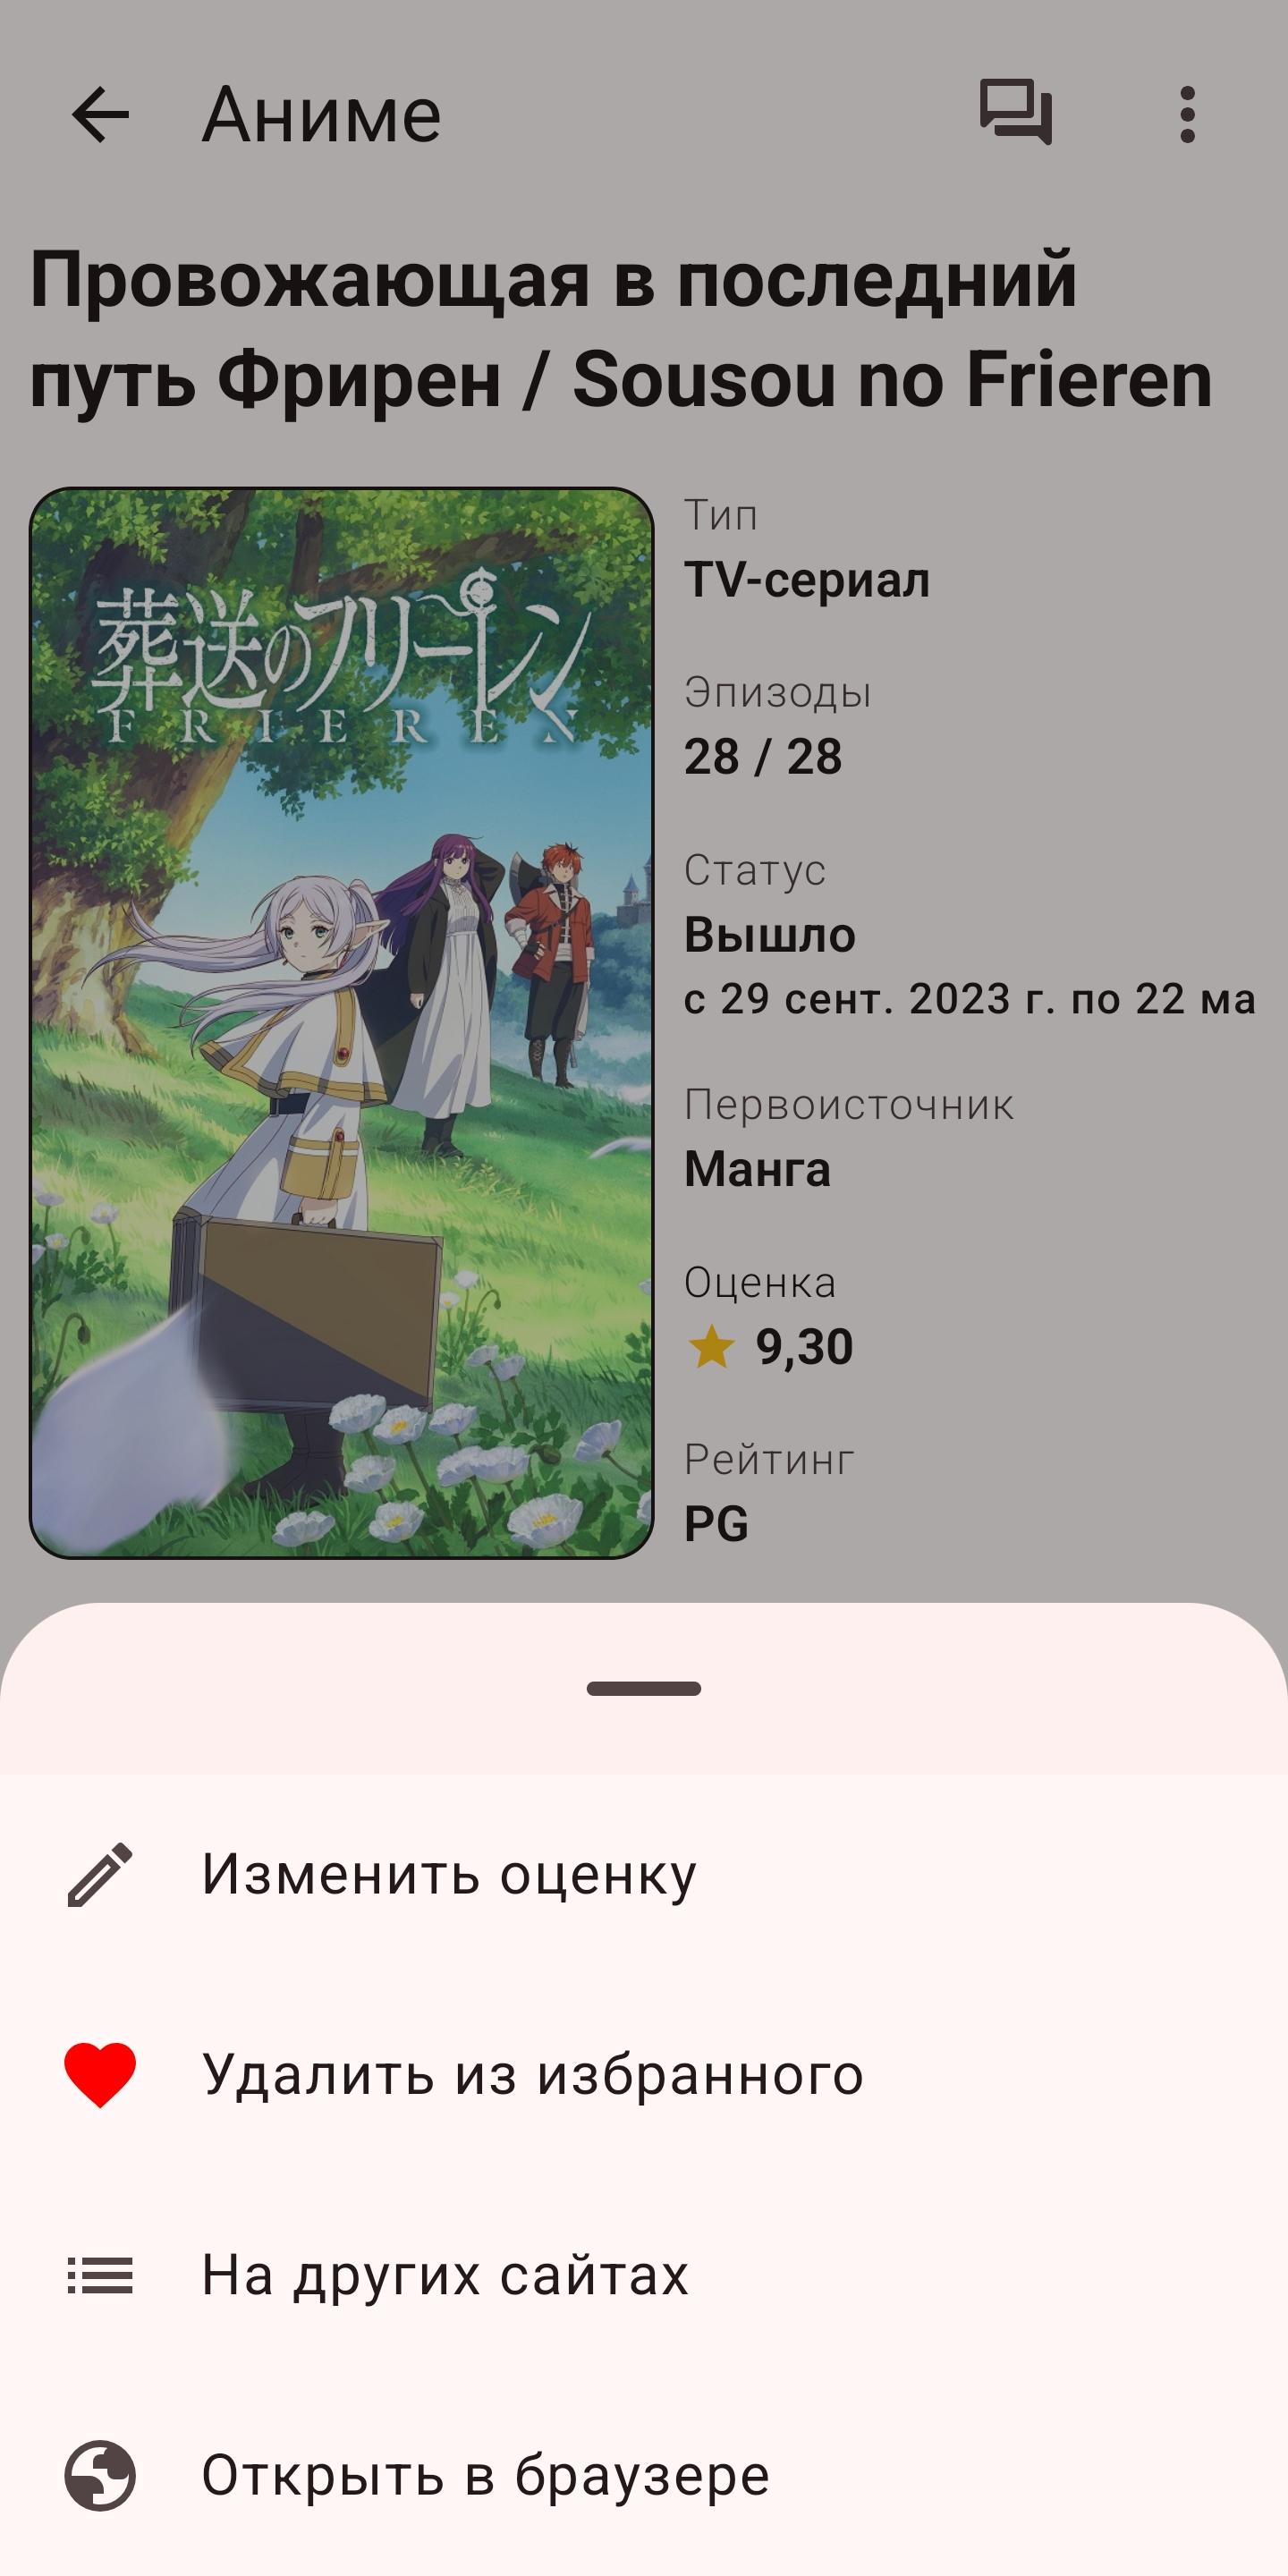 Аниме
Провожающая в последний
путь Фрирен / Sousou no Frieren
葬送のフリーレン
FRIEREN
Тип
TV-сериал
Эпизоды
28 / 28
Статус
Вышло
с 29 сент. 2023 г. по 22 ма
Первоисточник
Манга
Оценка
9,30
Рейтинг
PG
Изменить оценку
Удалить из избранного
На других сайтах
Открыть в браузере